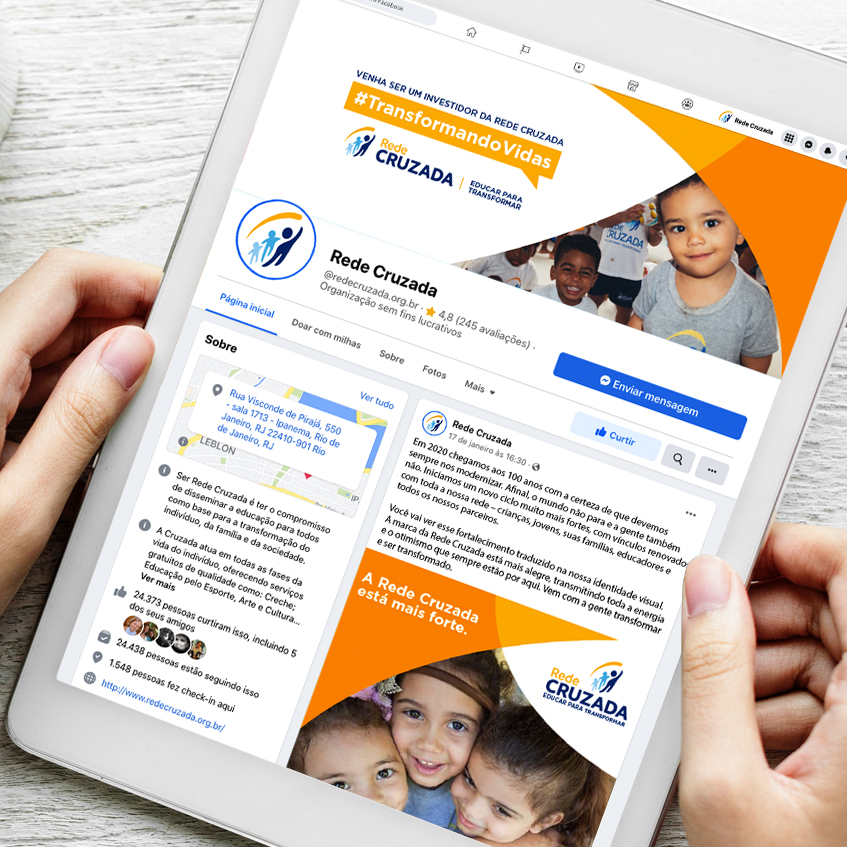 Facebook
Rede Cruzada
VENHA SER UM INVESTIDOR DA REDE CRUZADA
#TransformandoVidas
Rede
CRUZADA
EDUCAR PARA
TRANSFORMAR
CRUZADA
Rede Cruzada
@redecruzada.org.br · 4,8 (245 avaliações) ·
Organização sem fins lucrativos
Enviar mensagem
Página inicial
Doar com milhas
Sobre
Fotos
Mais
Curtir
Sobre
Ver tudo
Rua Visconde de Pirajá, 550
- sala 1713 - Ipanema, Rio de
Janeiro, RJ 22410-901 Rio
de Janeiro, RJ
LEBLON
Ser Rede Cruzada é ter o compromisso
de disseminar a educação para todos
como base para a transformação do
indivíduo, da família e da sociedade.
A Cruzada atua em todas as fases da
vida do indivíduo, oferecendo serviços
gratuitos de qualidade como: Creche;
Educação pelo Esporte, Arte e Cultura...
Ver mais
24.373 pessoas curtiram isso, incluindo 5
dos seus amigos
24.438 pessoas estão seguindo isso
1.548 pessoas fez check-in aqui
http://www.redecruzada.org.br/
Rede Cruzada
17 de janeiro às 16:30 ·
Em 2020 chegamos aos 100 anos com a certeza de que devemos
sempre nos modernizar. Afinal, o mundo não para e a gente também
não. Iniciamos um novo ciclo muito mais fortes, com vínculos renovado
com toda a nossa rede – crianças, jovens, suas famílias, educadores e
todos os nossos parceiros.
Você vai ver esse fortalecimento traduzido na nossa identidade visual.
A marca da Rede Cruzada está mais alegre, transmitindo toda a energia
e o otimismo que sempre estão por aqui. Vem com a gente transformar
e ser transformado.
A Rede Cruzada
está mais forte.
Rede
CRUZADA
EDUCAR PARA TRANSFORMAR